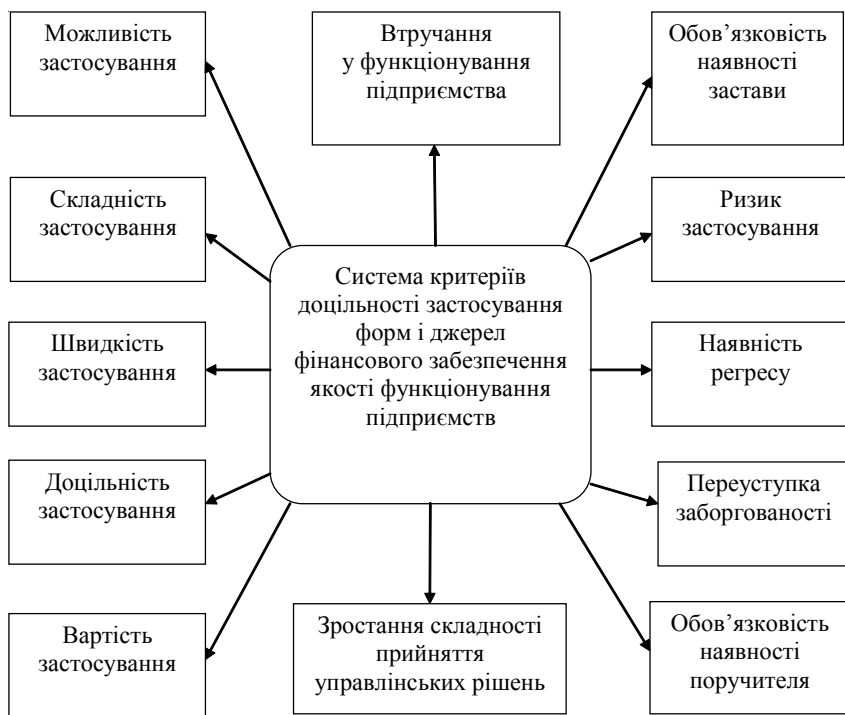 Можливість
застосування
Втручання
у функціонування
підприємства
Обов’язковість
наявності
застави
Складність
застосування
Ризик
застосування
Система критеріїв
доцільності застосування
форм і джерел
фінансового забезпечення
якості функціонування
підприємств
Швидкість
застосування
Наявність
регресу
Доцільність
застосування
Переуступка
заборгованості
Вартість
застосування
Зростання складності
прийняття
управлінських рішень
Обов’язковість
наявності
поручителя